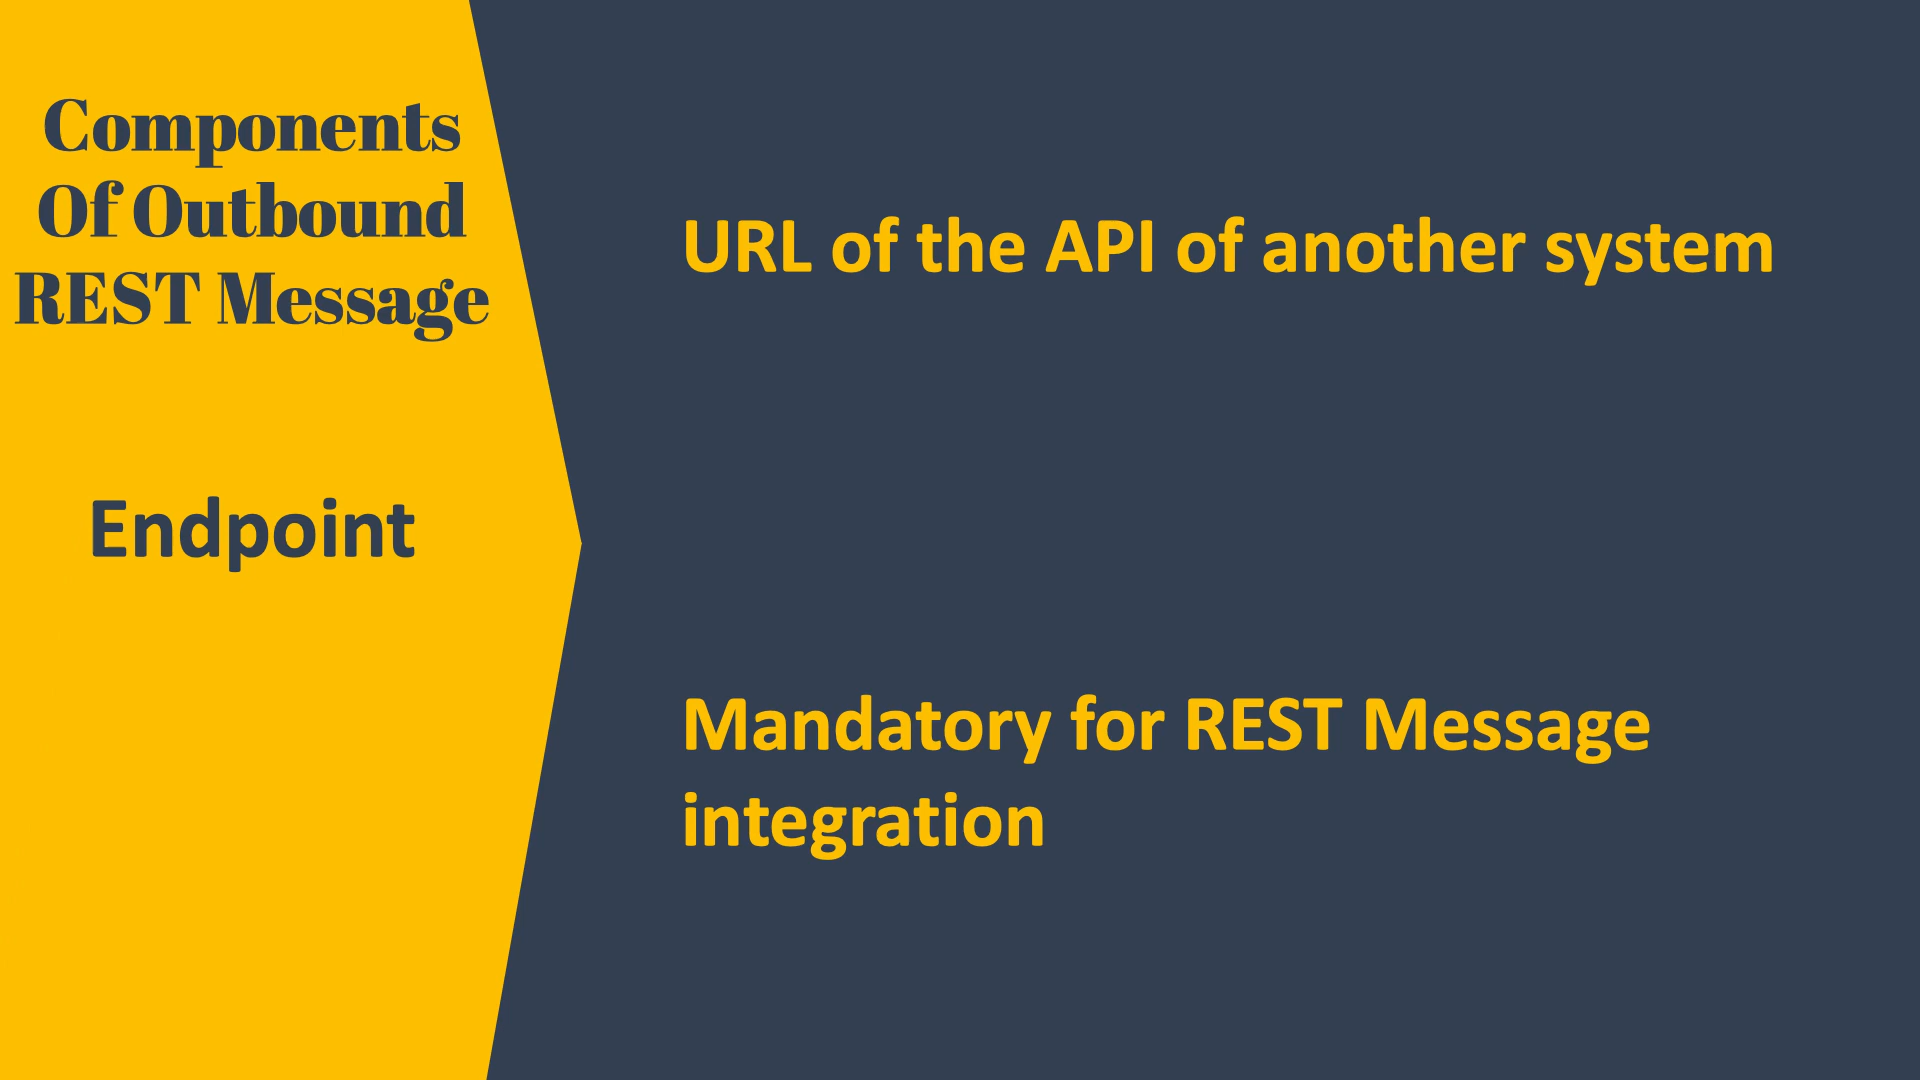 Components
Of Outbound
REST Message
Endpoint
URL of the API of another system
Mandatory for REST Message
integration